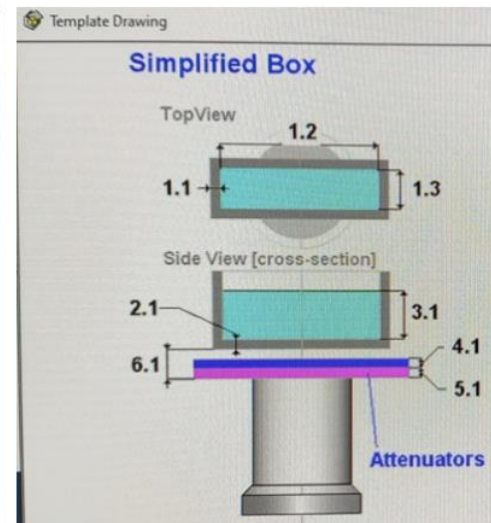 Template Drawing
Simplified Box
TopView
1.2
1.1
1.3
Side View [cross-section]
2.1
3.1
6.1
4.1
5.1
Attenuators